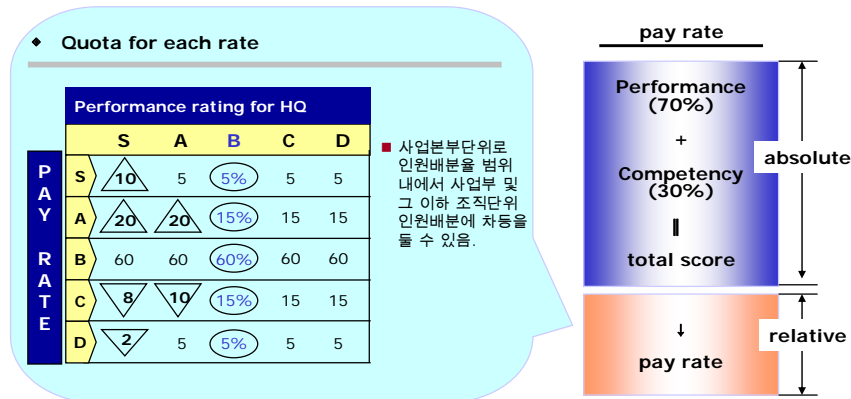 ◆ Quota for each rate
Performance rating for HQ
S A B C D
PAY RATE
S 10 5 5% 5 5
A 20 20 15% 15 15
B 60 60 60% 60 60
C 8 10 15% 15 15
D 2 5 5% 5 5
■ 사업본부단위로
인원배분율 범위
내에서 사업부 및
그 이하 조직단위
인원배분에 차등을
둘 수 있음.
pay rate
Performance
(70%)
+
Competency
(30%)
||
total score
absolute
↓
pay rate
relative